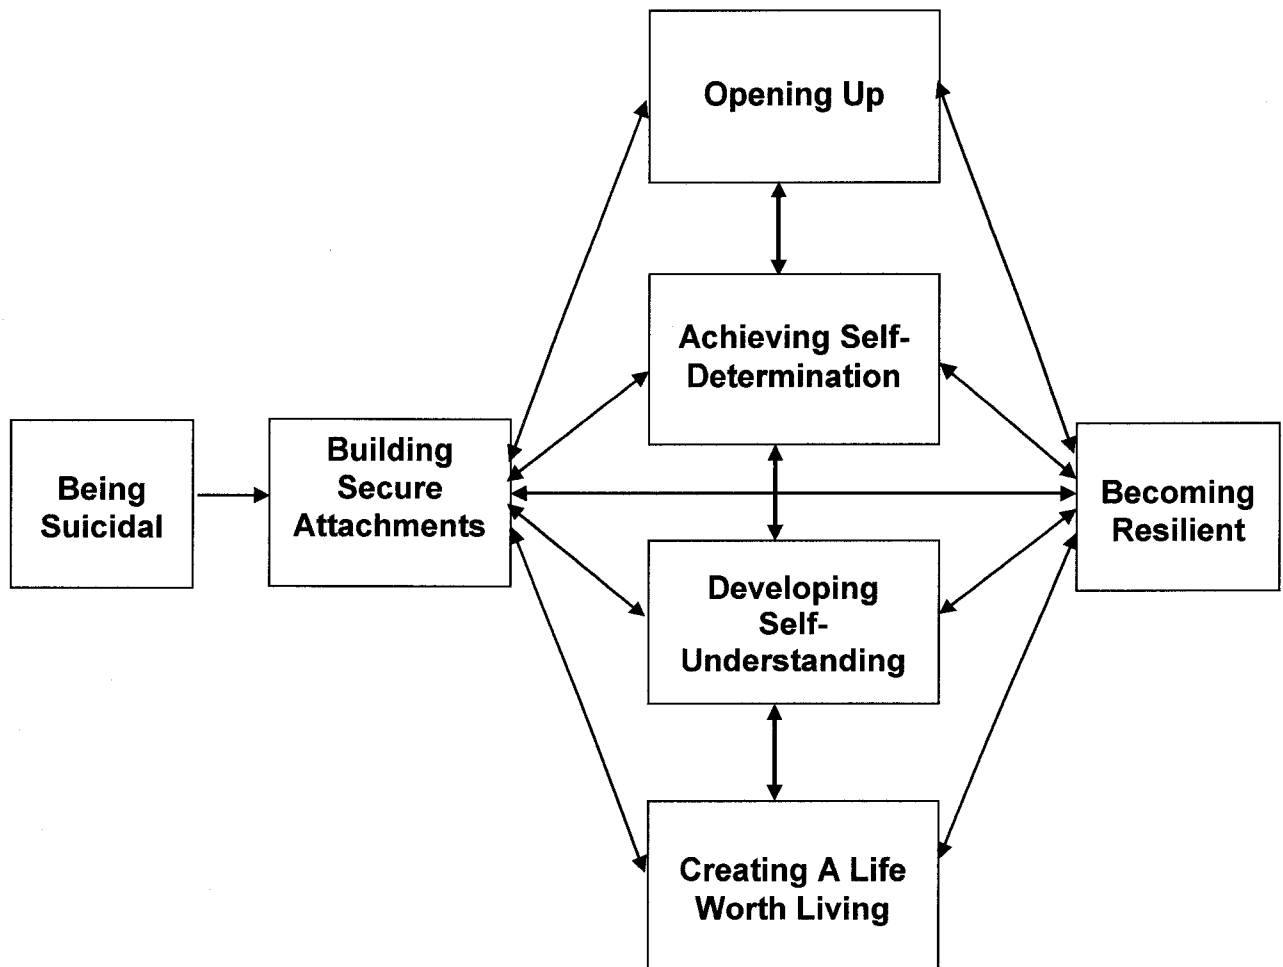 Opening Up
Achieving Self-
Determination
Being
Suicidal
Building
Secure
Attachments
Becoming
Resilient
Developing
Self-
Understanding
Creating A Life
Worth Living